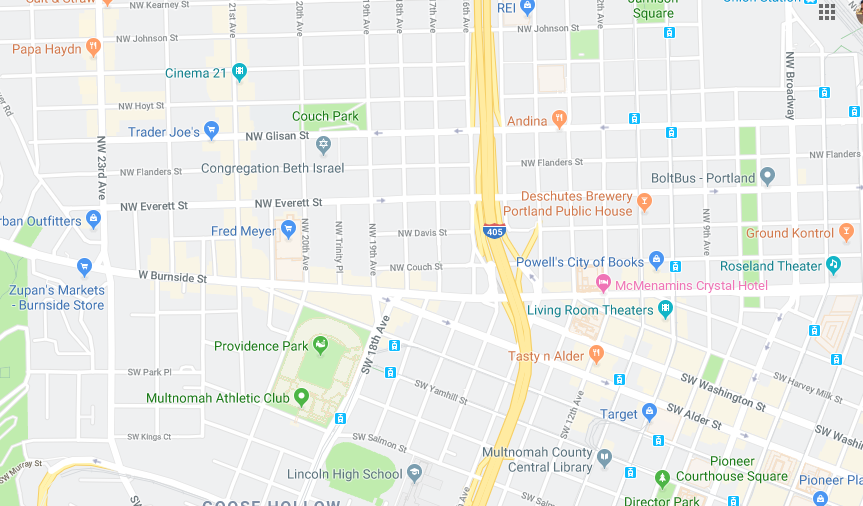 NW Kearney St
21st Ave
20th Ave
19th Ave
18th Ave
17th Ave
REI
12th Ave
Square
NW Johnson St
NW Johnson St
Papa Haydn
Cinema 21
NW Broadway
NW Hoyt St
Couch Park
Andina
Trader Joe's
NW Glisan St
NW 23rd Ave
Congregation Beth Israel
NW Flanders St
NW Flanders St
NW Flanders
BoltBus - Portland
NW Everett St
NW Everett St
Deschutes Brewery
Portland Public House
Urban Outfitters
Fred Meyer
NW 20th Ave
NW Trinity Pl
NW 19th Ave
NW Davis St
405
NW 9th Ave
Ground Kontrol
Powell's City of Books
NW Couch St
Roseland Theater
W Burnside St
Zupan's Markets
- Burnside Store
McMenamins Crystal Hotel
Living Room Theaters
SW 18th Ave
Providence Park
Tasty n Alder
SW Park Pl
SW Yamhill St
SW Washington St
SW Harvey Milk St
Multnomah Athletic Club
SW 12th Ave
Target
SW Alder St
SW Washin
SW Kings Ct
SW Salmon St
Multnomah County
Central Library
SW Murray St
Lincoln High School
Pioneer
Courthouse Square
Pioneer Pla
SW
SW Salmon St
Director Park
GOOSE HOLLOW